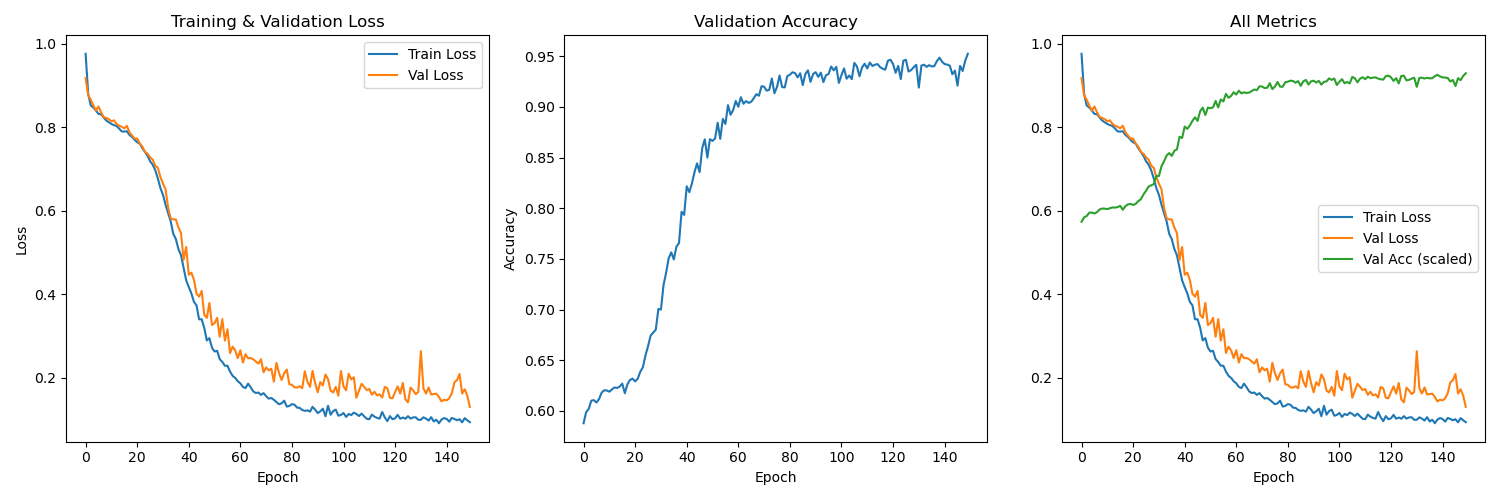 Training & Validation Loss
Train Loss
Val Loss
1.0
0.8
0.6
0.4
0.2
Loss
0 20 40 60 80 100 120 140
Epoch
Validation Accuracy
0.95
0.90
0.85
0.80
0.75
0.70
0.65
0.60
Accuracy
0 20 40 60 80 100 120 140
Epoch
All Metrics
1.0
0.8
0.6
0.4
0.2
Train Loss
Val Loss
Val Acc (scaled)
0 20 40 60 80 100 120 140
Epoch